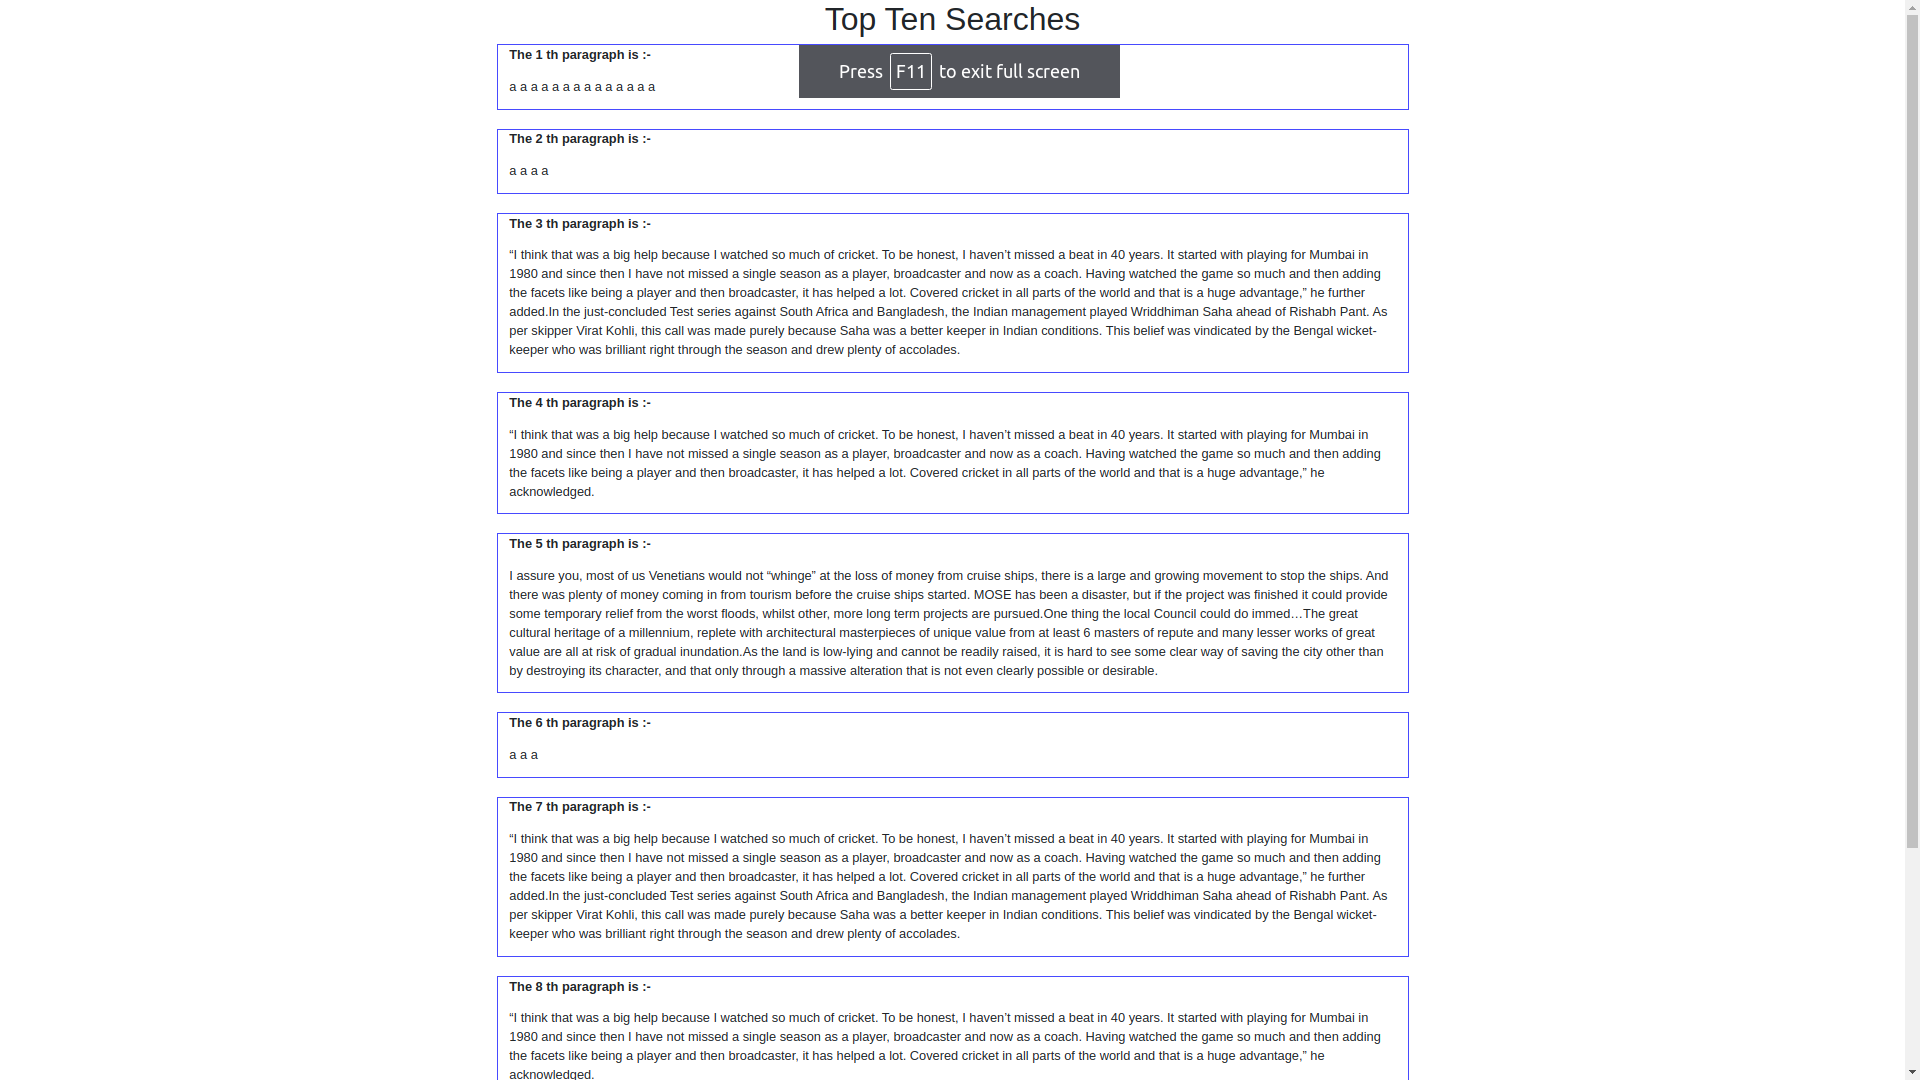 Top Ten Searches
The 1 th paragraph is :-
Press F11 to exit full screen
a a a a a a a a a a a a a a
The 2 th paragraph is :-
a a a a
The 3 th paragraph is :-
“I think that was a big help because I watched so much of cricket. To be honest, I haven’t missed a beat in 40 years. It started with playing for Mumbai in
1980 and since then I have not missed a single season as a player, broadcaster and now as a coach. Having watched the game so much and then adding
the facets like being a player and then broadcaster, it has helped a lot. Covered cricket in all parts of the world and that is a huge advantage,” he further
added.In the just-concluded Test series against South Africa and Bangladesh, the Indian management played Wriddhiman Saha ahead of Rishabh Pant. As
per skipper Virat Kohli, this call was made purely because Saha was a better keeper in Indian conditions. This belief was vindicated by the Bengal wicket-
keeper who was brilliant right through the season and drew plenty of accolades.
The 4 th paragraph is :-
“I think that was a big help because I watched so much of cricket. To be honest, I haven’t missed a beat in 40 years. It started with playing for Mumbai in
1980 and since then I have not missed a single season as a player, broadcaster and now as a coach. Having watched the game so much and then adding
the facets like being a player and then broadcaster, it has helped a lot. Covered cricket in all parts of the world and that is a huge advantage,” he
acknowledged.
The 5 th paragraph is :-
I assure you, most of us Venetians would not “whinge” at the loss of money from cruise ships, there is a large and growing movement to stop the ships. And
there was plenty of money coming in from tourism before the cruise ships started. MOSE has been a disaster, but if the project was finished it could provide
some temporary relief from the worst floods, whilst other, more long term projects are pursued.One thing the local Council could do immed…The great
cultural heritage of a millennium, replete with architectural masterpieces of unique value from at least 6 masters of repute and many lesser works of great
value are all at risk of gradual inundation.As the land is low-lying and cannot be readily raised, it is hard to see some clear way of saving the city other than
by destroying its character, and that only through a massive alteration that is not even clearly possible or desirable.
The 6 th paragraph is :-
a a a
The 7 th paragraph is :-
“I think that was a big help because I watched so much of cricket. To be honest, I haven’t missed a beat in 40 years. It started with playing for Mumbai in
1980 and since then I have not missed a single season as a player, broadcaster and now as a coach. Having watched the game so much and then adding
the facets like being a player and then broadcaster, it has helped a lot. Covered cricket in all parts of the world and that is a huge advantage,” he further
added.In the just-concluded Test series against South Africa and Bangladesh, the Indian management played Wriddhiman Saha ahead of Rishabh Pant. As
per skipper Virat Kohli, this call was made purely because Saha was a better keeper in Indian conditions. This belief was vindicated by the Bengal wicket-
keeper who was brilliant right through the season and drew plenty of accolades.
The 8 th paragraph is :-
“I think that was a big help because I watched so much of cricket. To be honest, I haven’t missed a beat in 40 years. It started with playing for Mumbai in
1980 and since then I have not missed a single season as a player, broadcaster and now as a coach. Having watched the game so much and then adding
the facets like being a player and then broadcaster, it has helped a lot. Covered cricket in all parts of the world and that is a huge advantage,” he
acknowledged.